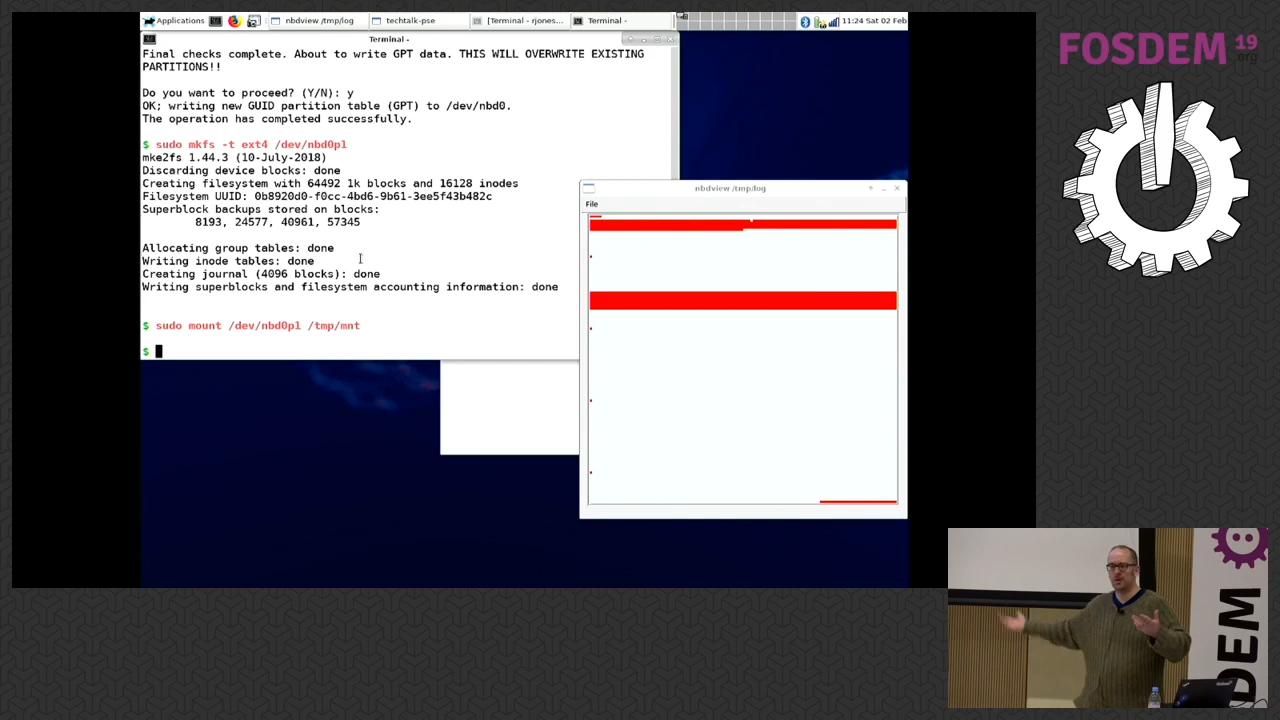 Applications
nbdview /tmp/log
techtalk-pse
[Terminal - rjones...
Terminal -
11:24 Sat 02 Feb
FOSDEM 19
.org
Terminal -
Final checks complete. About to write GPT data. THIS WILL OVERWRITE EXISTING
PARTITIONS!!
Do you want to proceed? (Y/N): y
OK; writing new GUID partition table (GPT) to /dev/nbd0.
The operation has completed successfully.
$ sudo mkfs -t ext4 /dev/nbd0p1
mke2fs 1.44.3 (10-July-2018)
Discarding device blocks: done
Creating filesystem with 64492 1k blocks and 16128 inodes
Filesystem UUID: 0b8920d0-f0cc-4bd6-9b61-3ee5f43b482c
Superblock backups stored on blocks:
8193, 24577, 40961, 57345
Allocating group tables: done
Writing inode tables: done
Creating journal (4096 blocks): done
Writing superblocks and filesystem accounting information: done
$ sudo mount /dev/nbd0p1 /tmp/mnt
$
nbdview /tmp/log
File
DEM